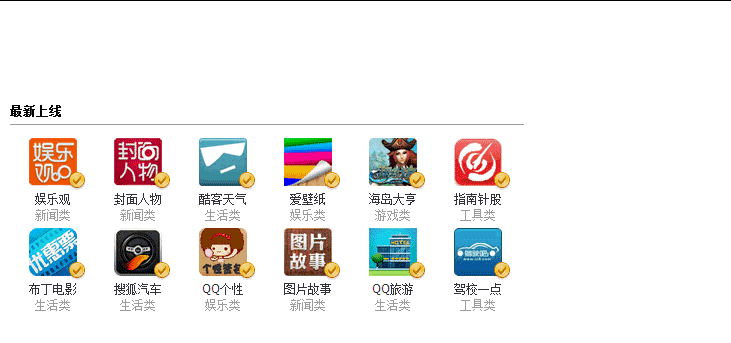 最新上线
娱乐观
封面人物
图片故事
优惠票
个性签名
HOTEL
娱乐观 封面人物 酷客天气 爱壁纸 海岛大亨 指南针股
新闻类 新闻类 生活类 娱乐类 游戏类 工具类
布丁电影 搜狐汽车 QQ个性 图片故事 QQ旅游 驾校一点
生活类 生活类 娱乐类 新闻类 生活类 工具类